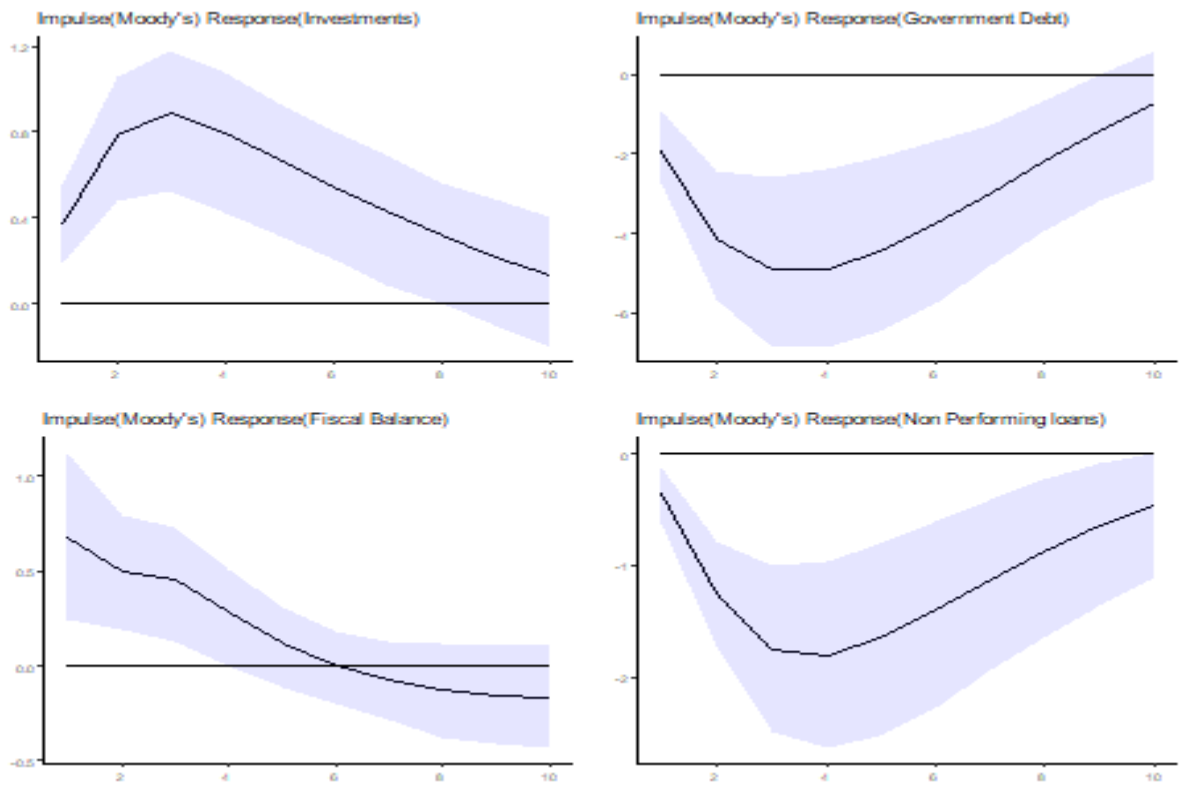 Impulse(Moody's) Response(Investments)
1.2
0.8
0.4
0.0
2 4 6 8 10
Impulse(Moody's) Response(Government Debt)
0
-2
-4
-6
2 4 6 8 10
Impulse(Moody's) Response(Fiscal Balance)
1.0
0.5
0.0
-0.5
2 4 6 8 10
Impulse(Moody's) Response(Non Performing loans)
0
-1
-2
2 4 6 8 10